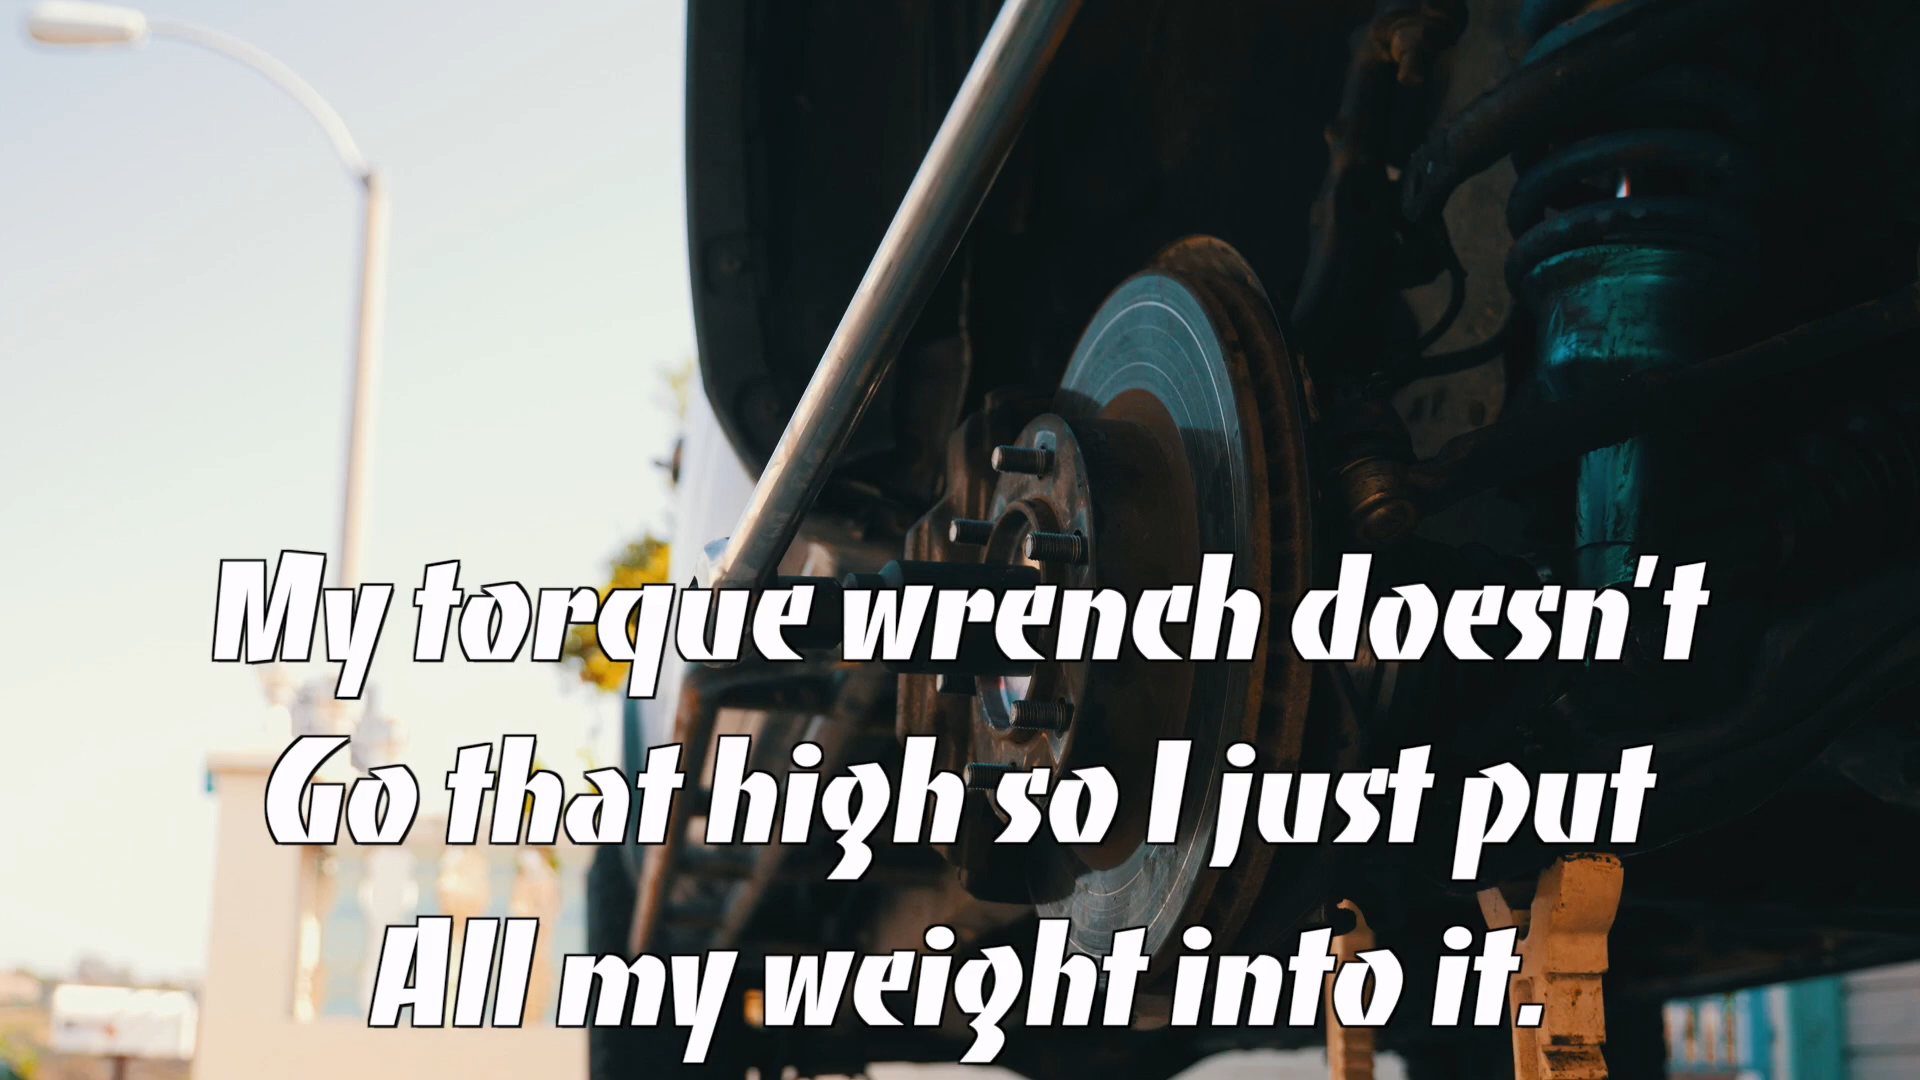 My torque wrench doesn't
Go that high so I just put
All my weight into it.